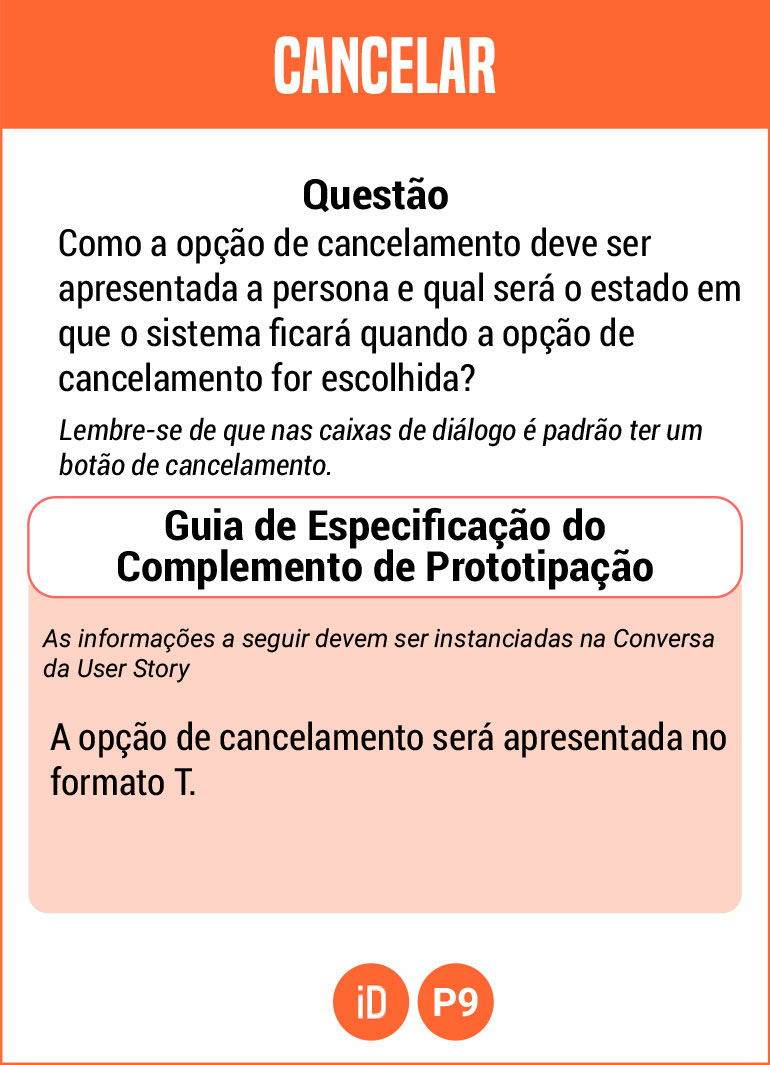 CANCELAR
Questão
Como a opção de cancelamento deve ser
apresentada a persona e qual será o estado em
que o sistema ficará quando a opção de
cancelamento for escolhida?
Lembre-se de que nas caixas de diálogo é padrão ter um
botão de cancelamento.
Guia de Especificação do
Complemento de Prototipação
As informações a seguir devem ser instanciadas na Conversa
da User Story
A opção de cancelamento será apresentada no
formato T.
iD P9